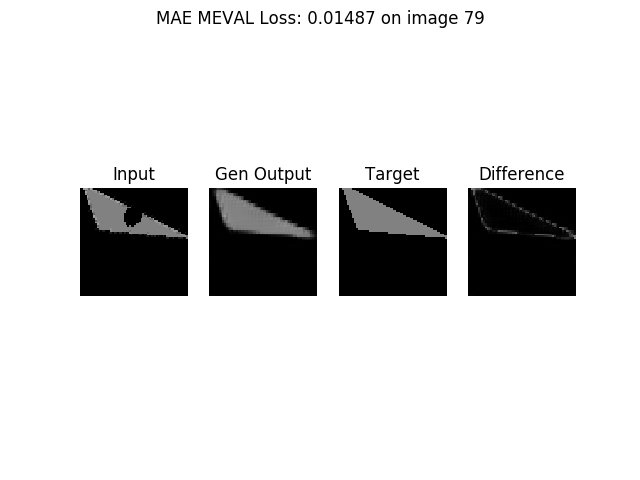 MAE MEVAL Loss: 0.01487 on image 79
Input
Gen Output
Target
Difference